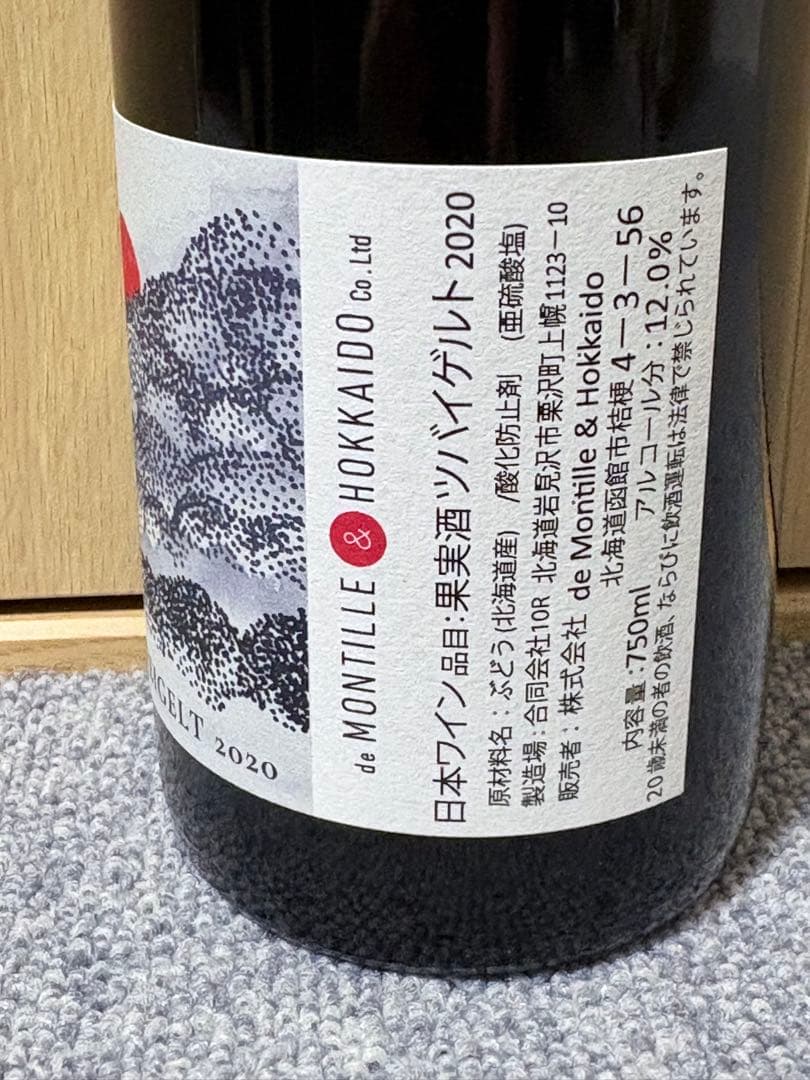 IGELT 2020
de MONTILLE & HOKKAIDO Co.Ltd
日本ワイン 品目:果実酒 ツバイゲルト 2020
原材料名:ぶどう(北海道産) /酸化防止剤 (亜硫酸塩)
製造場:合同会社10R 北海道岩見沢市栗沢町上幌1123-10
販売者:株式会社 de Montille & Hokkaido
北海道函館市桔梗4-3-56
内容量:750ml アルコール分:12.0%
20歳未満の者の飲酒、ならびに飲酒運転は法律で禁じられています。